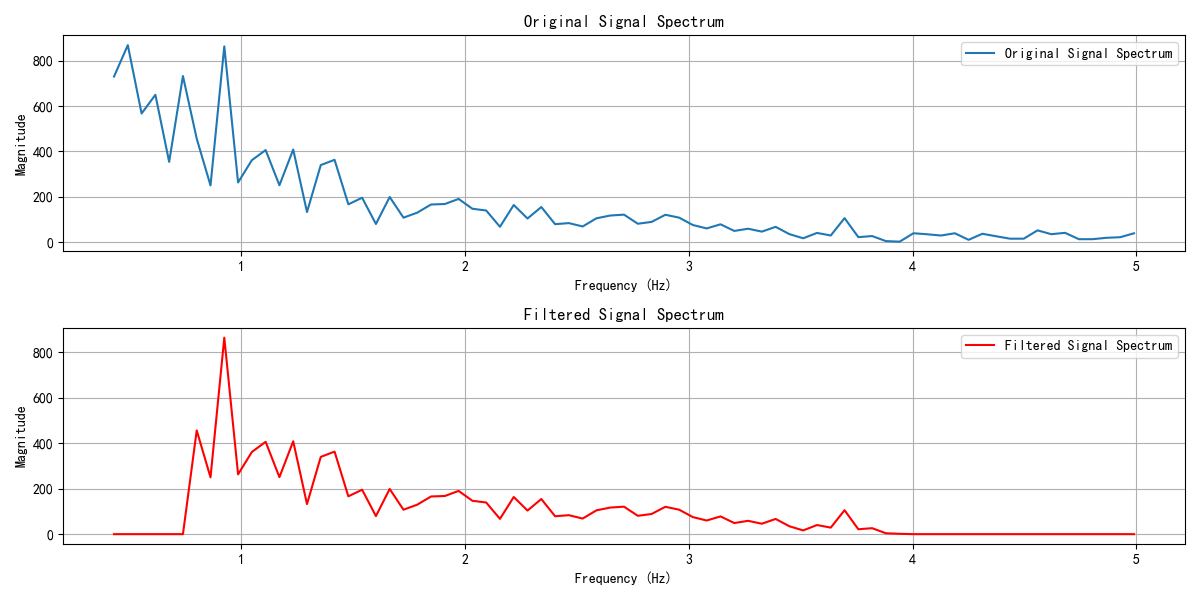 Original Signal Spectrum
Original Signal Spectrum
Magnitude
800
600
400
200
0
1
2
3
4
5
Frequency (Hz)
Filtered Signal Spectrum
Filtered Signal Spectrum
Magnitude
800
600
400
200
0
1
2
3
4
5
Frequency (Hz)